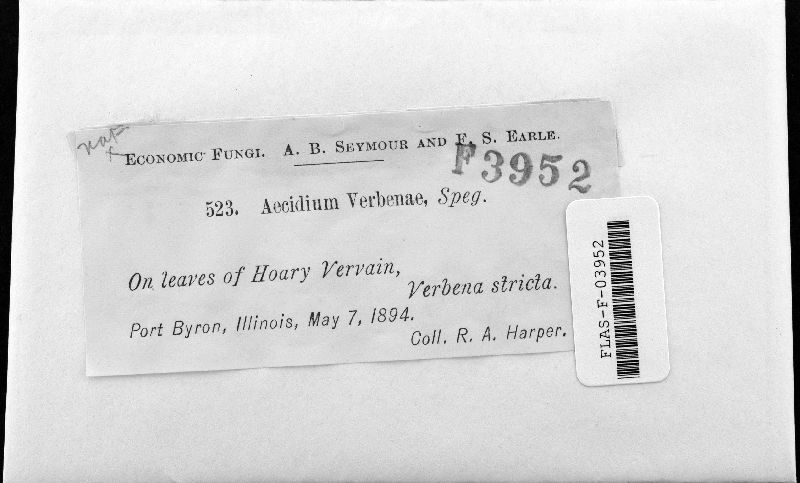 Economic Fungi. A. B. Seymour and F. S. Earle.
F3952
523. Aecidium Verbenae, Speg.
On leaves of Hoary Vervain,
Verbena stricta.
Port Byron, Illinois, May 7, 1894.
Coll. R. A. Harper.
FLAS-F-03952